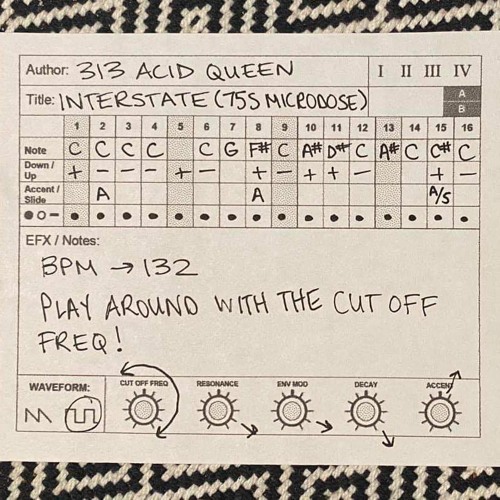 Author: 313 ACID QUEEN I II III IV
Title: INTERSTATE (75S MICRODOSE) A
B
1 2 3 4 5 6 7 8 9 10 11 12 13 14 15 16
Note C C C C C G F# C A# D# C A# C C# C
Down / Up + − − − + − + − + + − + −
Accent / Slide A A A/S
●○− ● ● ● ● ● ● ● ● ● ● ● ● ● ● ● ●
EFX / Notes:
BPM → 132
PLAY AROUND WITH THE CUT OFF
FREQ!
WAVEFORM: CUT OFF FREQ RESONANCE ENV MOD DECAY ACCENT